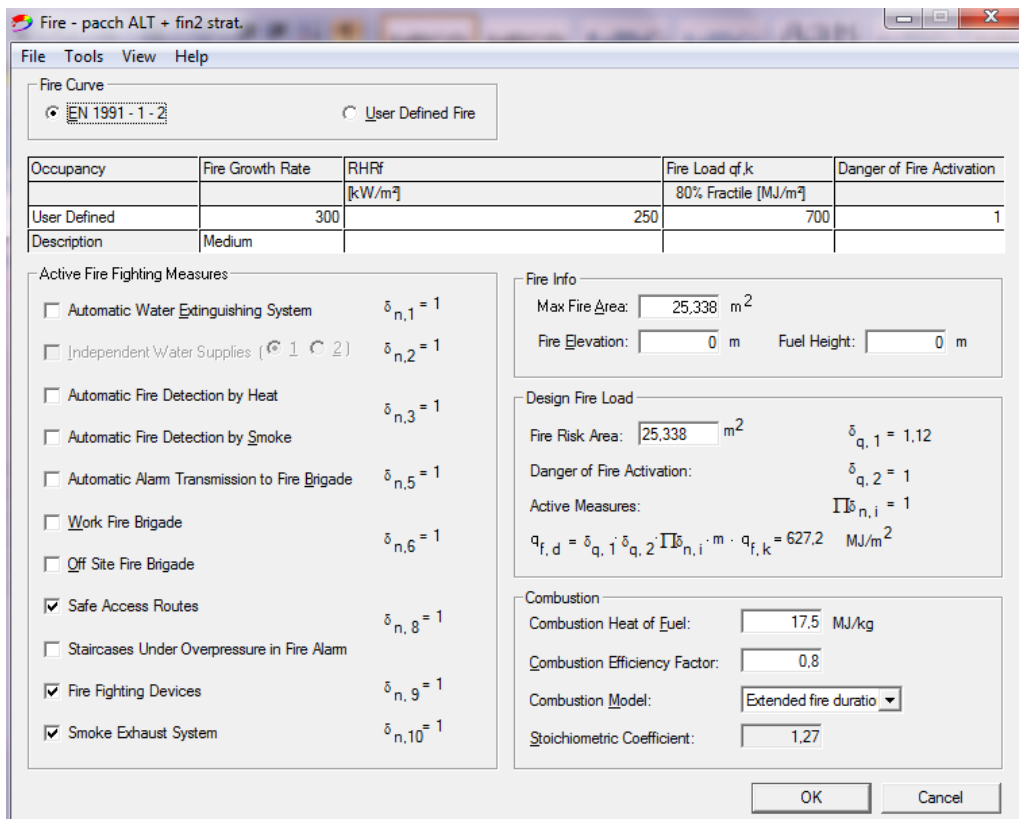 Fire - pacch ALT + fin2 strat.
File Tools View Help
Fire Curve
EN 1991 - 1 - 2 User Defined Fire
Occupancy Fire Growth Rate RHRf Fire Load qf,k Danger of Fire Activation
[kW/m²] 80% Fractile [MJ/m²]
User Defined 300 250 700 1
Description Medium
Active Fire Fighting Measures
Automatic Water Extinguishing System δn,1 = 1
Independent Water Supplies ( 1 2 ) δn,2 = 1
Automatic Fire Detection by Heat
δn,3 = 1
Automatic Fire Detection by Smoke
Automatic Alarm Transmission to Fire Brigade δn,5 = 1
Work Fire Brigade
δn,6 = 1
Off Site Fire Brigade
Safe Access Routes
δn, 8 = 1
Staircases Under Overpressure in Fire Alarm
Fire Fighting Devices δn, 9 = 1
Smoke Exhaust System δn,10 = 1
Fire Info
Max Fire Area: 25,338 m2
Fire Elevation: 0 m Fuel Height: 0 m
Design Fire Load
Fire Risk Area: 25,338 m2 δq, 1 = 1,12
Danger of Fire Activation: δq, 2 = 1
Active Measures: ∏δn, i = 1
qf, d = δq, 1· δq, 2· ∏δn, i · m · qf, k = 627,2 MJ/m2
Combustion
Combustion Heat of Fuel: 17,5 MJ/kg
Combustion Efficiency Factor: 0,8
Combustion Model: Extended fire duratio
Stoichiometric Coefficient: 1,27
OK Cancel